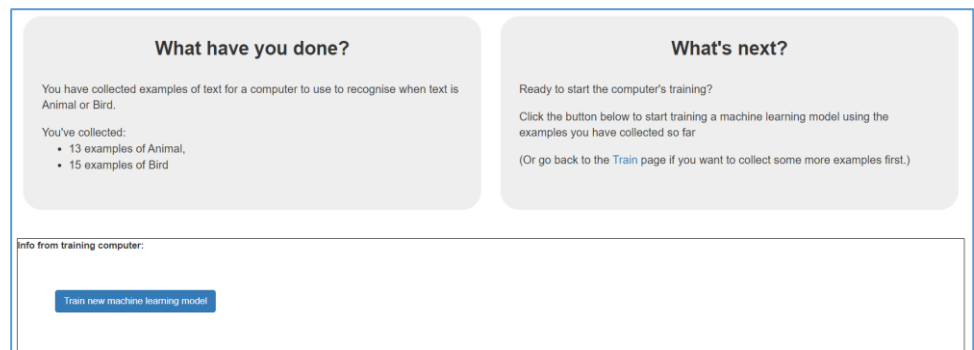 What have you done?
You have collected examples of text for a computer to use to recognise when text is
Animal or Bird.
You've collected:
• 13 examples of Animal,
• 15 examples of Bird
What's next?
Ready to start the computer's training?
Click the button below to start training a machine learning model using the
examples you have collected so far
(Or go back to the Train page if you want to collect some more examples first.)
Info from training computer:
Train new machine learning model